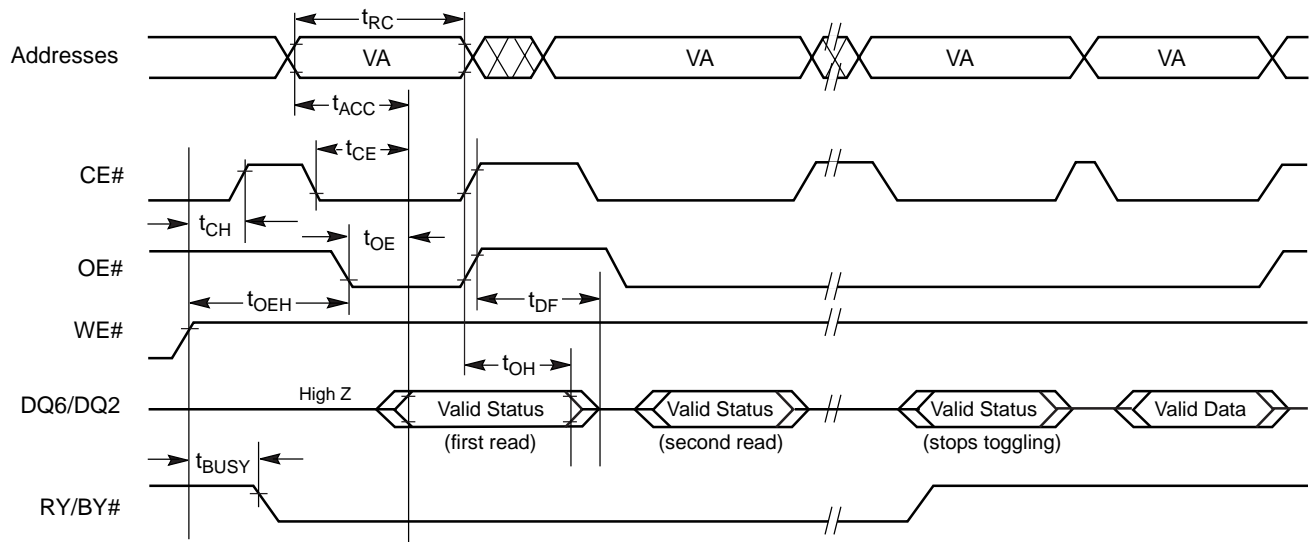 tRC
Addresses VA VA VA VA
tACC
tCE
CE#
tCH tOE
OE#
tOEH tDF
WE#
tOH
High Z
DQ6/DQ2 Valid Status Valid Status Valid Status Valid Data
(first read) (second read) (stops toggling)
tBUSY
RY/BY#